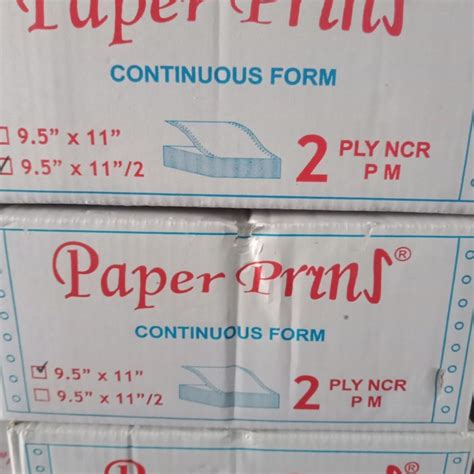 Paper Prins
CONTINUOUS FORM
9.5" x 11"
9.5" x 11"/2
2 PLY NCR
P M
Paper Prins®
CONTINUOUS FORM
9.5" x 11"
9.5" x 11"/2
2 PLY NCR
P M